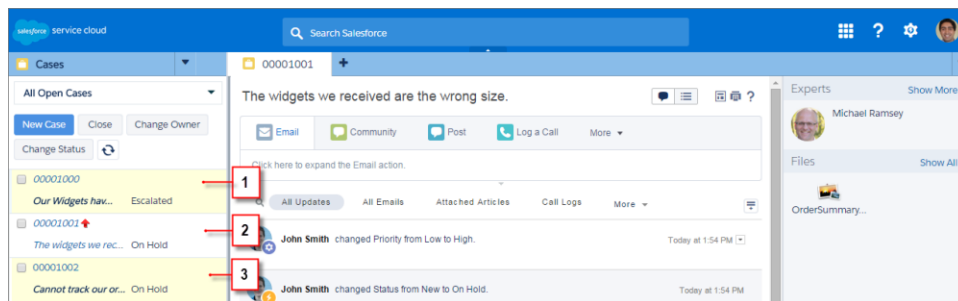 salesforce service cloud
Search Salesforce
Cases
00001001
All Open Cases
New Case Close Change Owner
Change Status
00001000
Our Widgets hav... Escalated
00001001
The widgets we rec... On Hold
00001002
Cannot track our or... On Hold
1
2
3
The widgets we received are the wrong size.
Email Community Post Log a Call More
Click here to expand the Email action.
All Updates All Emails Attached Articles Call Logs More
John Smith changed Priority from Low to High. Today at 1:54 PM
John Smith changed Status from New to On Hold. Today at 1:54 PM
Experts Show More
Michael Ramsey
Files Show All
OrderSummary...